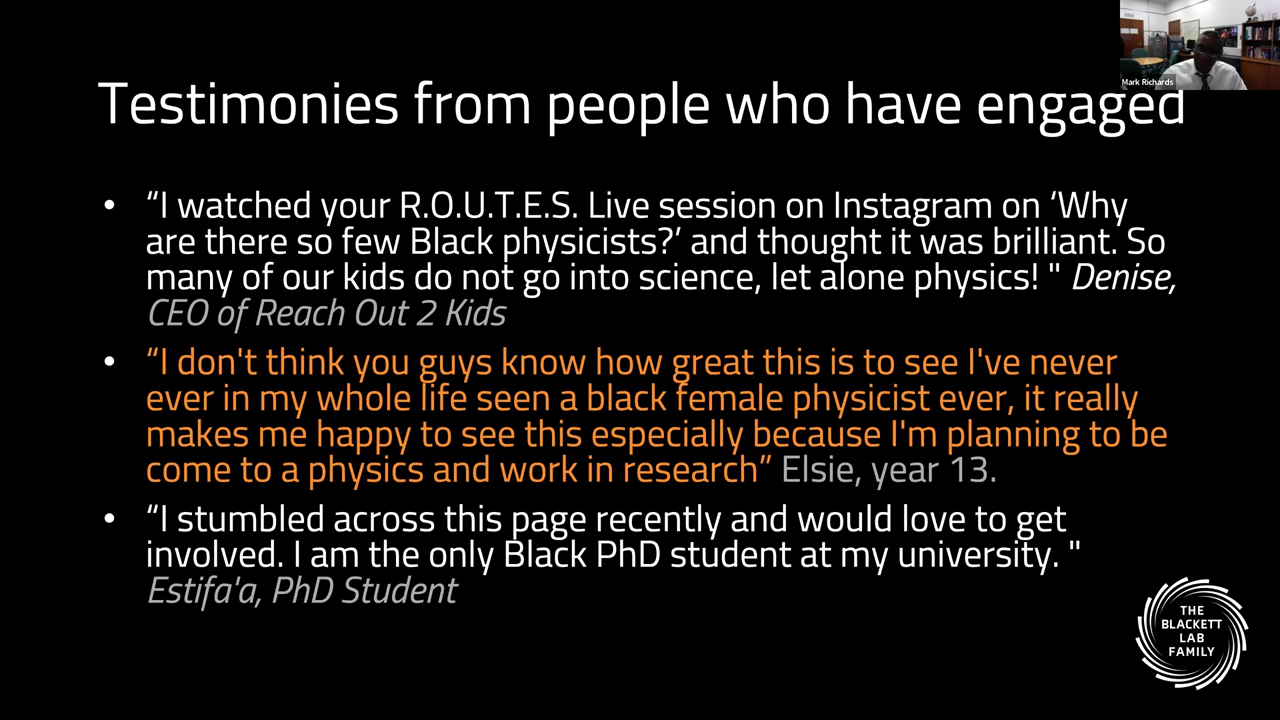 Mark Richards
Testimonies from people who have engaged
• “I watched your R.O.U.T.E.S. Live session on Instagram on ‘Why
are there so few Black physicists?’ and thought it was brilliant. So
many of our kids do not go into science, let alone physics! " Denise,
CEO of Reach Out 2 Kids
• “I don't think you guys know how great this is to see I've never
ever in my whole life seen a black female physicist ever, it really
makes me happy to see this especially because I'm planning to be
come to a physics and work in research” Elsie, year 13.
• “I stumbled across this page recently and would love to get
involved. I am the only Black PhD student at my university. "
Estifa'a, PhD Student
THE
BLACKETT
LAB
FAMILY